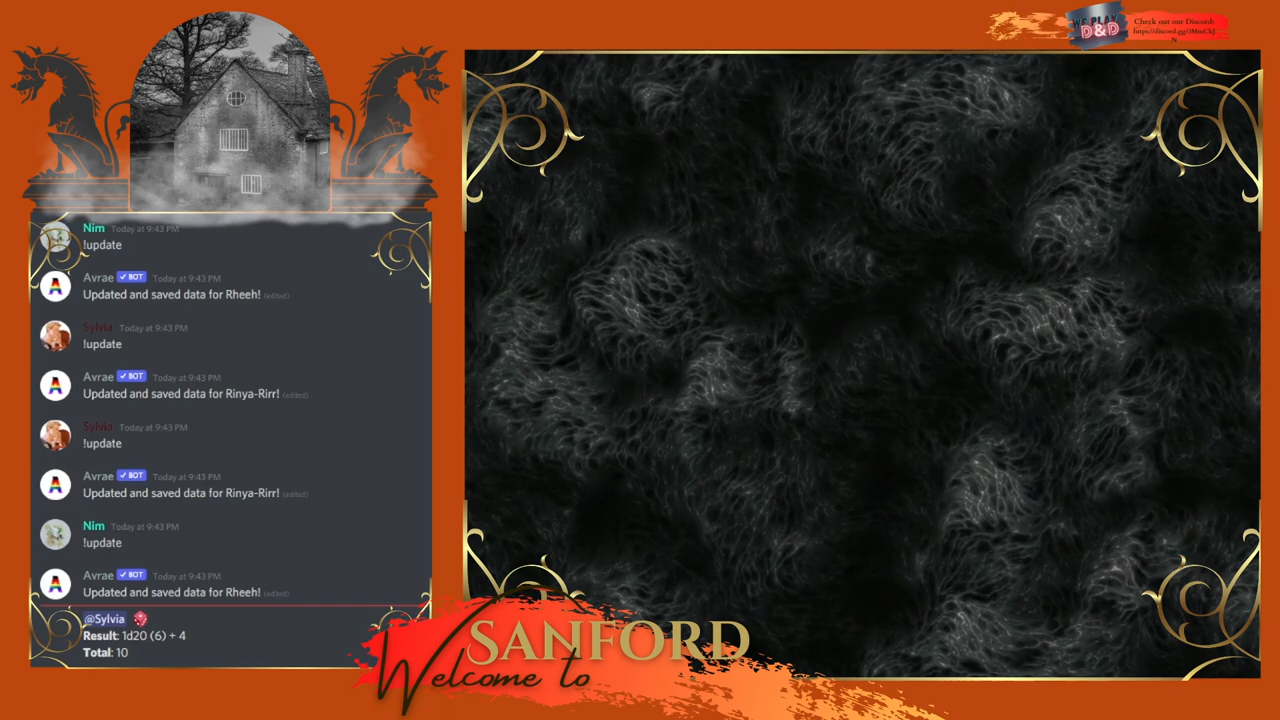 WE PLAY
D&D
Check out our Discord:
Nim Today at 9:43 PM
!update
Avrae ✓ BOT Today at 9:43 PM
Updated and saved data for Rheeh! (edited)
Sylvia Today at 9:43 PM
!update
Avrae ✓ BOT Today at 9:43 PM
Updated and saved data for Rinya-Rirr! (edited)
Sylvia Today at 9:43 PM
!update
Avrae ✓ BOT Today at 9:43 PM
Updated and saved data for Rinya-Rirr! (edited)
Nim Today at 9:43 PM
!update
Avrae ✓ BOT Today at 9:43 PM
Updated and saved data for Rheeh! (edited)
@Sylvia
Result: 1d20 (6) + 4
Total: 10
Welcome to
SANFORD